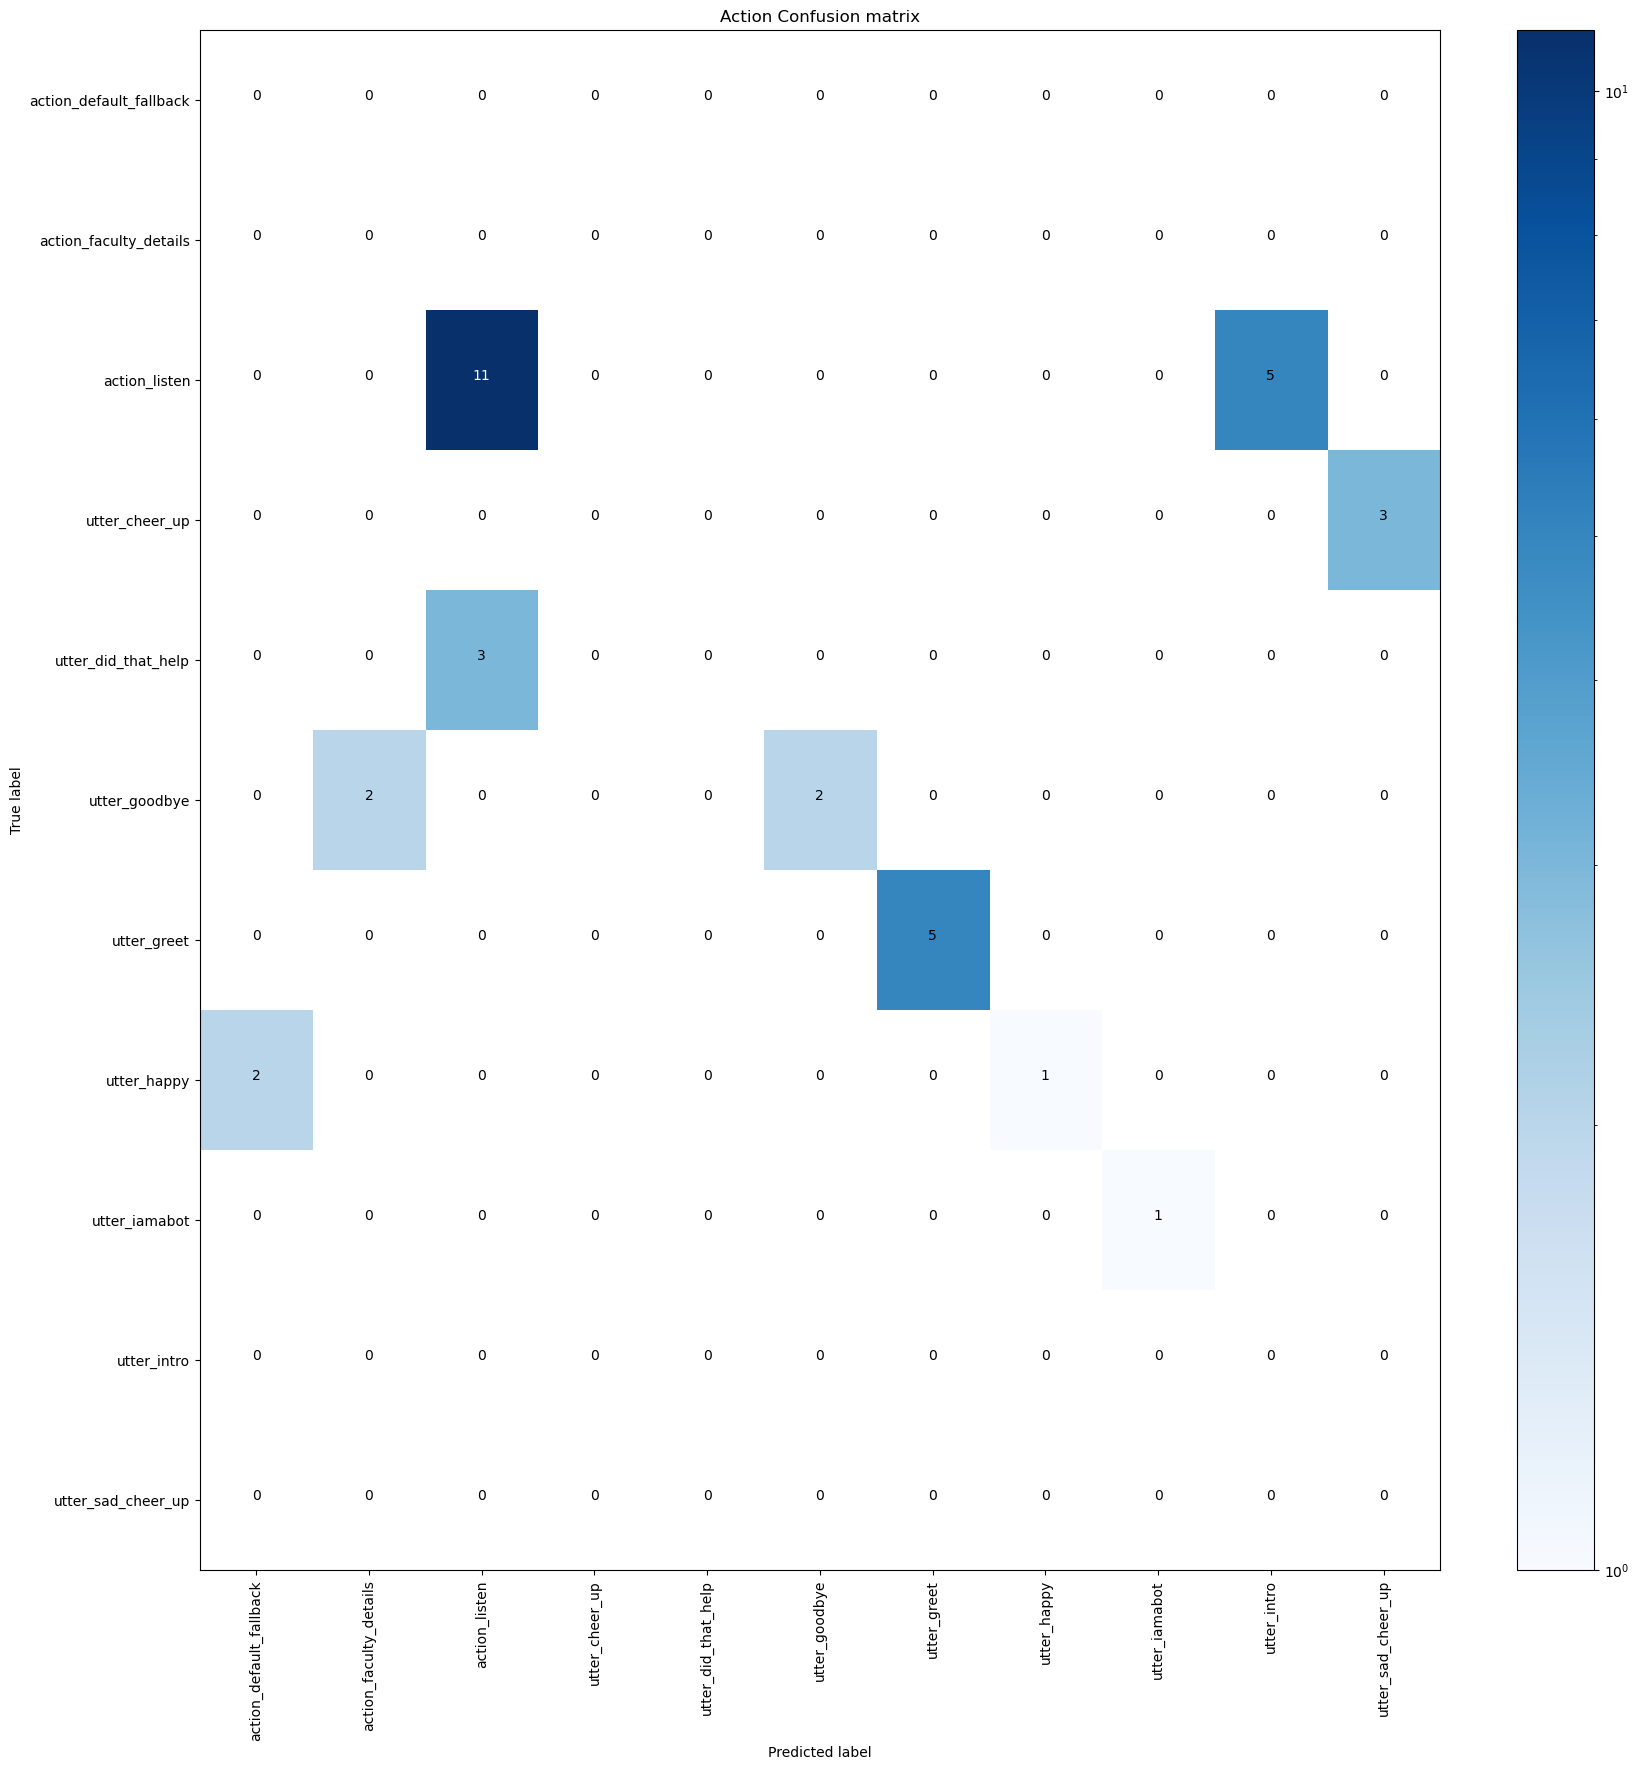 Action Confusion matrix
action_default_fallback 0 0 0 0 0 0 0 0 0 0 0
action_faculty_details 0 0 0 0 0 0 0 0 0 0 0
action_listen 0 0 11 0 0 0 0 0 0 5 0
utter_cheer_up 0 0 0 0 0 0 0 0 0 0 3
utter_did_that_help 0 0 3 0 0 0 0 0 0 0 0
utter_goodbye 0 2 0 0 0 2 0 0 0 0 0
utter_greet 0 0 0 0 0 0 5 0 0 0 0
utter_happy 2 0 0 0 0 0 0 1 0 0 0
utter_iamabot 0 0 0 0 0 0 0 0 1 0 0
utter_intro 0 0 0 0 0 0 0 0 0 0 0
utter_sad_cheer_up 0 0 0 0 0 0 0 0 0 0 0
True label
action_default_fallback
action_faculty_details
action_listen
utter_cheer_up
utter_did_that_help
utter_goodbye
utter_greet
utter_happy
utter_iamabot
utter_intro
utter_sad_cheer_up
Predicted label
10¹
10⁰